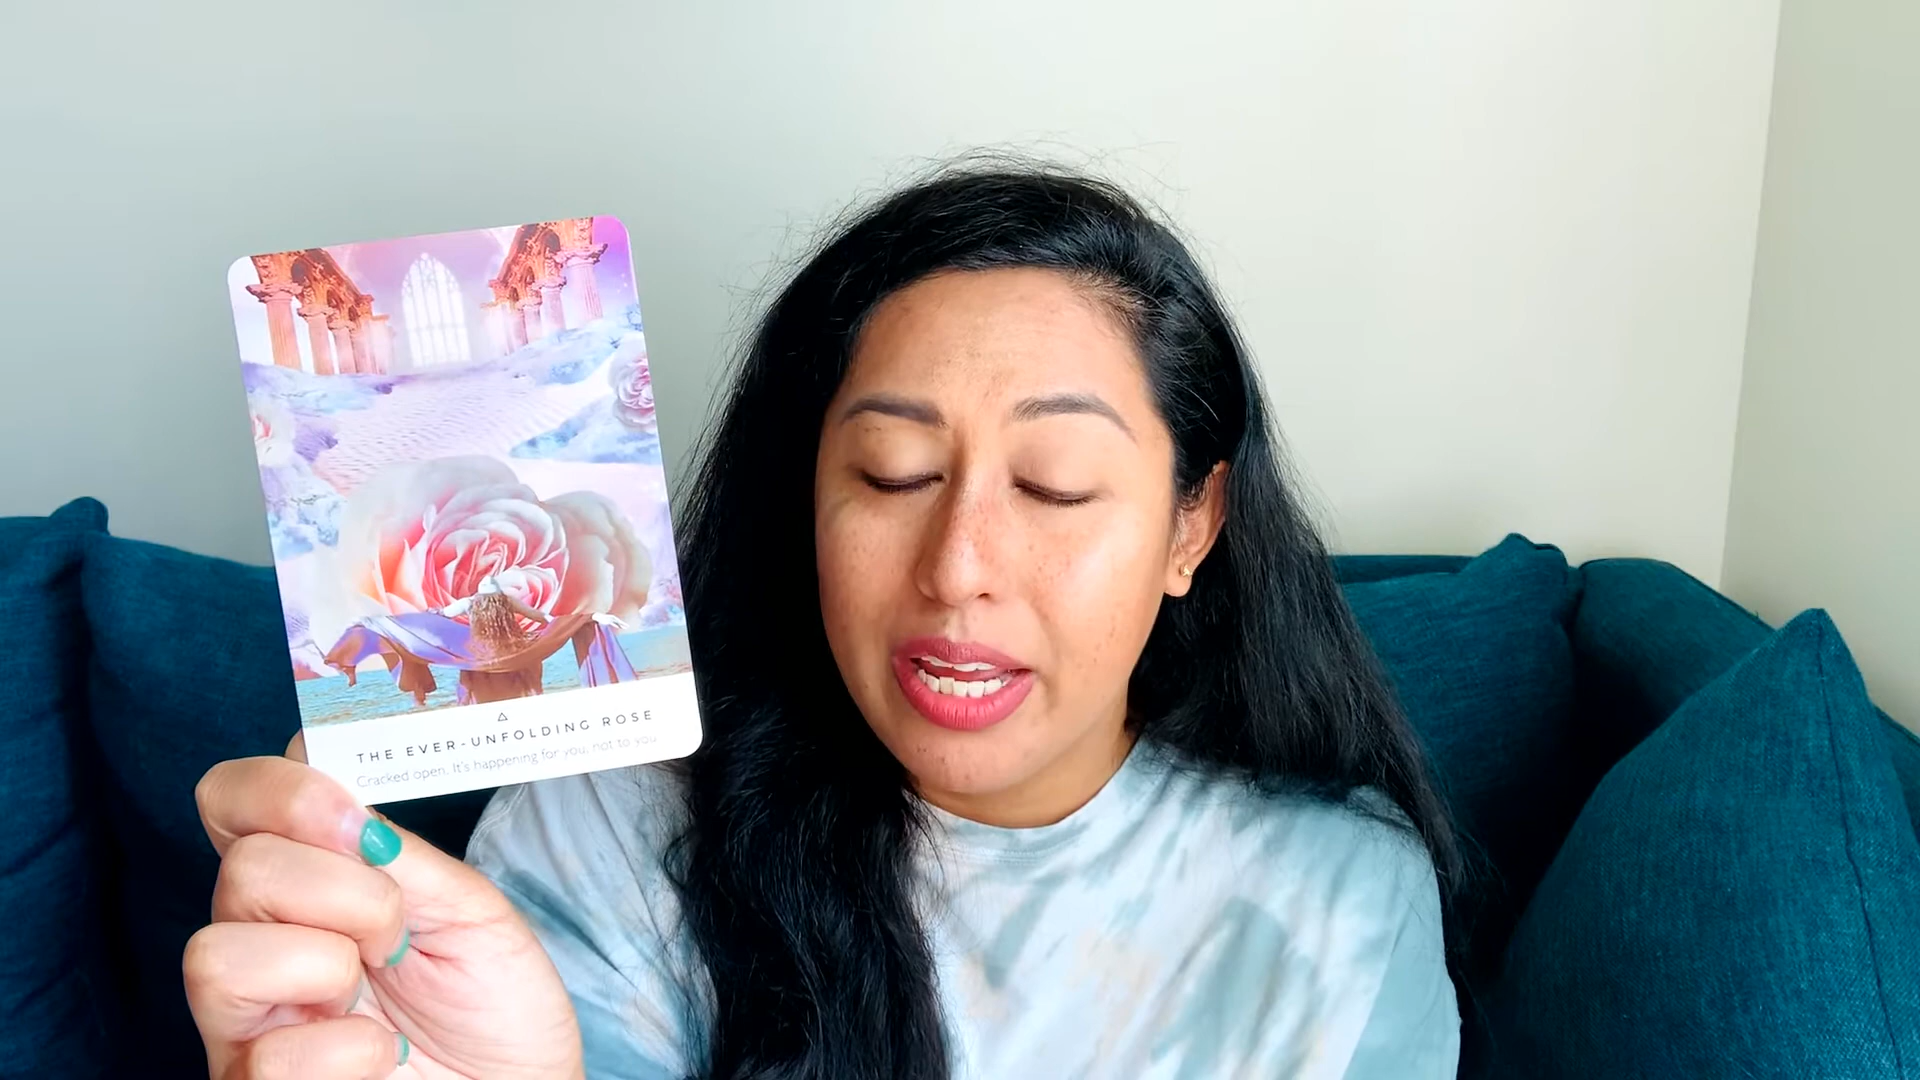 THE EVER-UNFOLDING ROSE
Cracked open. It's happening for you, not to you.